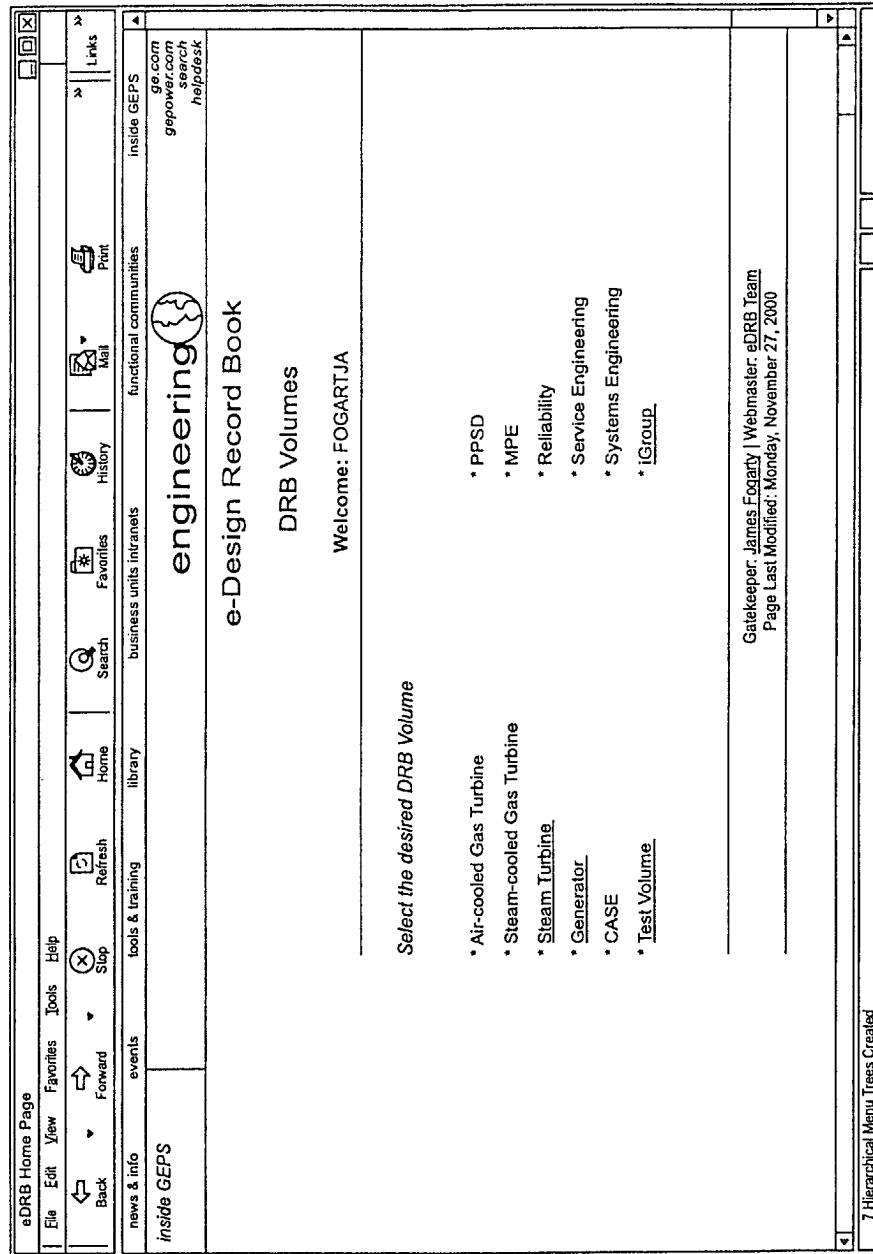 eDRB Home Page
File Edit View Favorites Tools Help
Back Forward Stop Refresh Home Search Favorites History Mail Print » Links »
news & info events tools & training library business units intranets functional communities inside GEPS
inside GEPS
engineering
ge.com
gepower.com
search
helpdesk
e-Design Record Book
DRB Volumes
Welcome: FOGARTJA
Select the desired DRB Volume
* Air-cooled Gas Turbine
* Steam-cooled Gas Turbine
* Steam Turbine
* Generator
* CASE
* Test Volume
* PPSD
* MPE
* Reliability
* Service Engineering
* Systems Engineering
* iGroup
Gatekeeper: James Fogarty | Webmaster: eDRB Team
Page Last Modified: Monday, November 27, 2000
7 Hierarchical Menu Trees Created